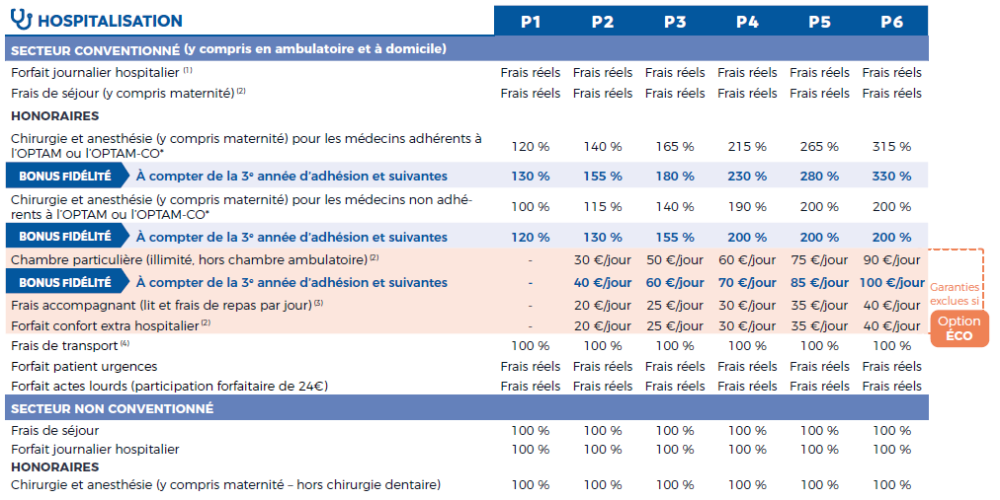 HOSPITALISATION P1 P2 P3 P4 P5 P6
SECTEUR CONVENTIONNÉ (y compris en ambulatoire et à domicile)
Forfait journalier hospitalier (1) Frais réels Frais réels Frais réels Frais réels Frais réels Frais réels
Frais de séjour (y compris maternité) (2) Frais réels Frais réels Frais réels Frais réels Frais réels Frais réels
HONORAIRES
Chirurgie et anesthésie (y compris maternité) pour les médecins adhérents à
l'OPTAM ou l'OPTAM-CO* 120 % 140 % 165 % 215 % 265 % 315 %
BONUS FIDÉLITÉ À compter de la 3e année d'adhésion et suivantes 130 % 155 % 180 % 230 % 280 % 330 %
Chirurgie et anesthésie (y compris maternité) pour les médecins non adhé-
rents à l'OPTAM ou l'OPTAM-CO* 100 % 115 % 140 % 190 % 200 % 200 %
BONUS FIDÉLITÉ À compter de la 3e année d'adhésion et suivantes 120 % 130 % 155 % 200 % 200 % 200 %
Chambre particulière (illimité, hors chambre ambulatoire) (2) - 30 €/jour 50 €/jour 60 €/jour 75 €/jour 90 €/jour
BONUS FIDÉLITÉ À compter de la 3e année d'adhésion et suivantes - 40 €/jour 60 €/jour 70 €/jour 85 €/jour 100 €/jour
Frais accompagnant (lit et frais de repas par jour) (3) - 20 €/jour 25 €/jour 30 €/jour 35 €/jour 40 €/jour
Forfait confort extra hospitalier (2) - 20 €/jour 25 €/jour 30 €/jour 35 €/jour 40 €/jour
Garanties
exclues si
Option
ÉCO
Frais de transport (4) 100 % 100 % 100 % 100 % 100 % 100 %
Forfait patient urgences Frais réels Frais réels Frais réels Frais réels Frais réels Frais réels
Forfait actes lourds (participation forfaitaire de 24€) Frais réels Frais réels Frais réels Frais réels Frais réels Frais réels
SECTEUR NON CONVENTIONNÉ
Frais de séjour 100 % 100 % 100 % 100 % 100 % 100 %
Forfait journalier hospitalier 100 % 100 % 100 % 100 % 100 % 100 %
HONORAIRES
Chirurgie et anesthésie (y compris maternité – hors chirurgie dentaire) 100 % 100 % 100 % 100 % 100 % 100 %